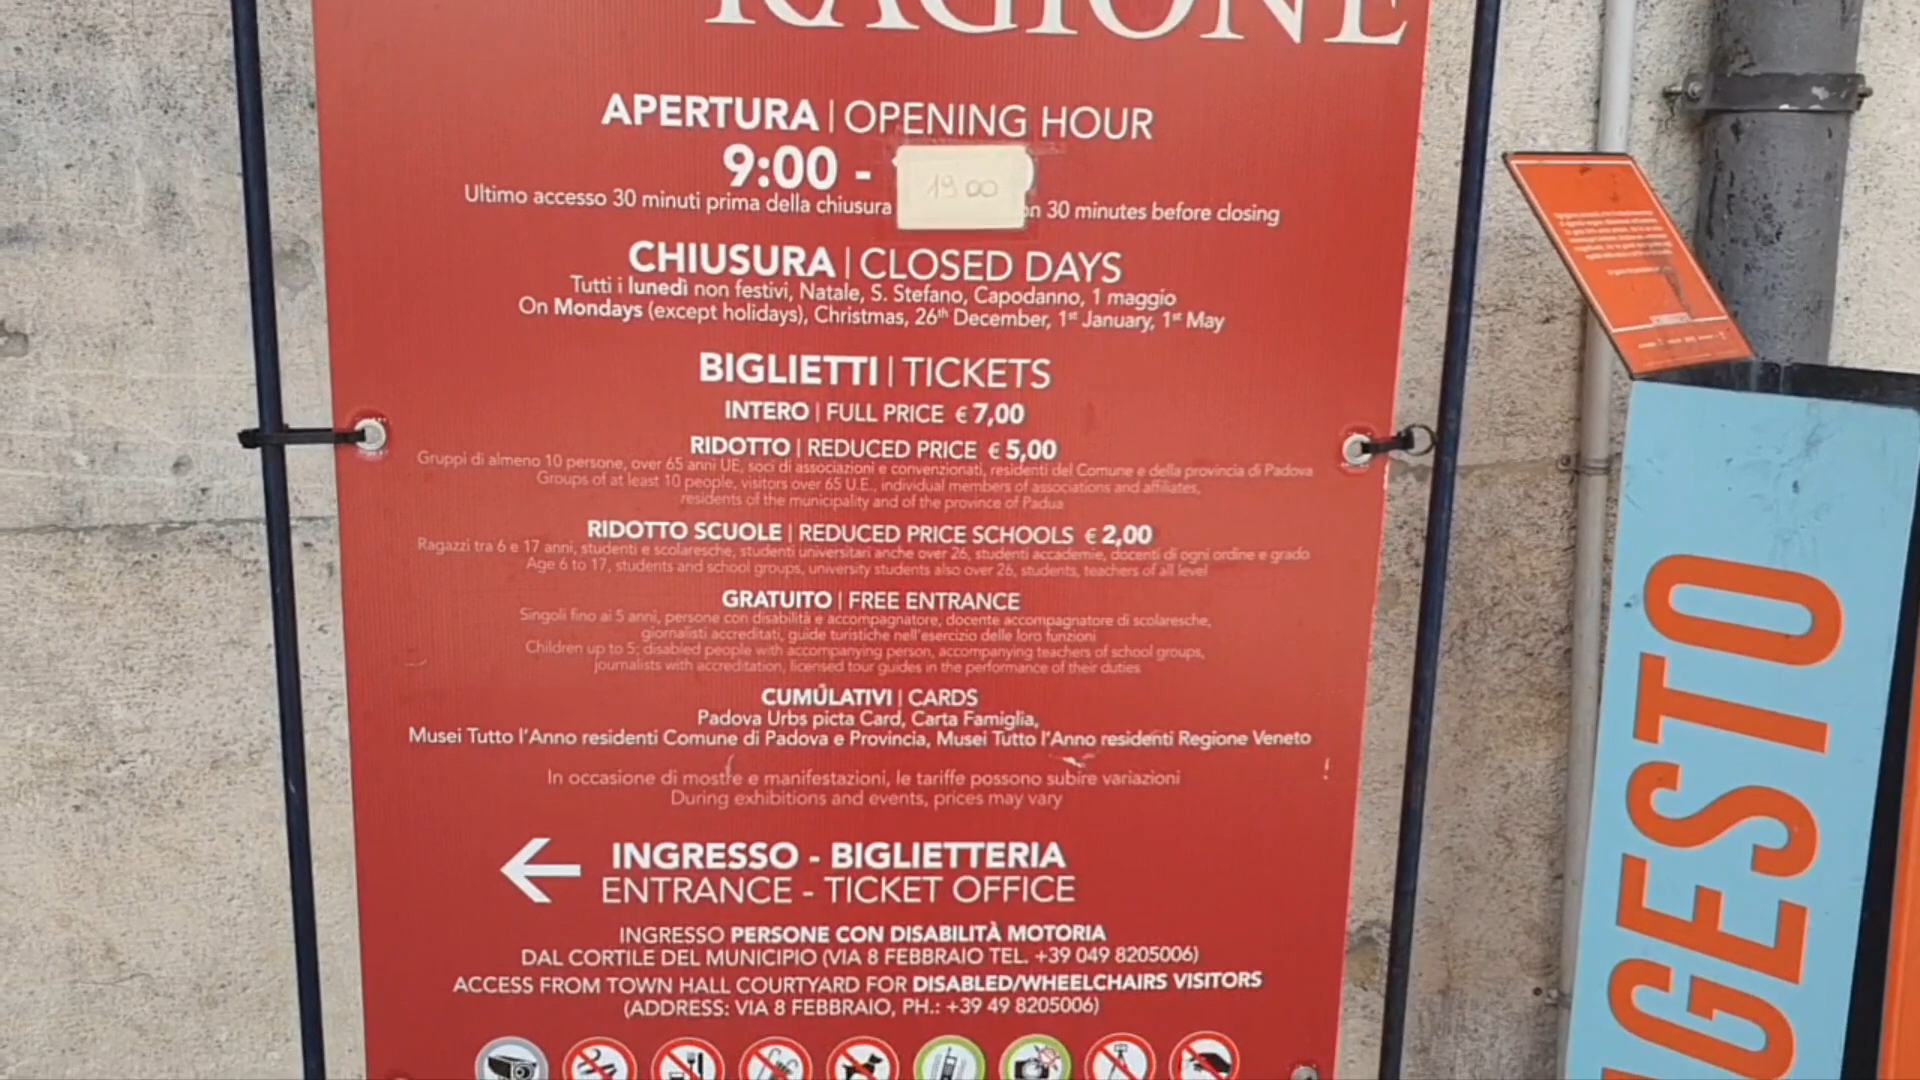 RAGIONE
APERTURA | OPENING HOUR
9:00 - 19 00
Ultimo accesso 30 minuti prima della chiusura on 30 minutes before closing
CHIUSURA | CLOSED DAYS
Tutti i lunedì non festivi, Natale, S. Stefano, Capodanno, 1 maggio
On Mondays (except holidays), Christmas, 26th December, 1st January, 1st May
BIGLIETTI | TICKETS
INTERO | FULL PRICE € 7,00
RIDOTTO | REDUCED PRICE € 5,00
Gruppi di almeno 10 persone, over 65 anni UE, soci di associazioni e convenzionati, residenti del Comune e della provincia di Padova
Groups of at least 10 people, visitors over 65 U.E., individual members of associations and affiliates,
residents of the municipality and of the province of Padua
RIDOTTO SCUOLE | REDUCED PRICE SCHOOLS € 2,00
Ragazzi tra 6 e 17 anni, studenti e scolaresche, studenti universitari anche over 26, studenti accademie, docenti di ogni ordine e grado
Age 6 to 17, students and school groups, university students also over 26, students, teachers of all level
GRATUITO | FREE ENTRANCE
Singoli fino ai 5 anni, persone con disabilità e accompagnatore, docente accompagnatore di scolaresche,
giornalisti accreditati, guide turistiche nell'esercizio delle loro funzioni
Children up to 5; disabled people with accompanying person, accompanying teachers of school groups,
journalists with accreditation, licensed tour guides in the performance of their duties
CUMULATIVI | CARDS
Padova Urbs picta Card, Carta Famiglia,
Musei Tutto l'Anno residenti Comune di Padova e Provincia, Musei Tutto l'Anno residenti Regione Veneto
In occasione di mostre e manifestazioni, le tariffe possono subire variazioni
During exhibitions and events, prices may vary
INGRESSO - BIGLIETTERIA
ENTRANCE - TICKET OFFICE
INGRESSO PERSONE CON DISABILITÀ MOTORIA
DAL CORTILE DEL MUNICIPIO (VIA 8 FEBBRAIO TEL. +39 049 8205006)
ACCESS FROM TOWN HALL COURTYARD FOR DISABLED/WHEELCHAIRS VISITORS
(ADDRESS: VIA 8 FEBBRAIO, PH.: +39 49 8205006)
GESTO